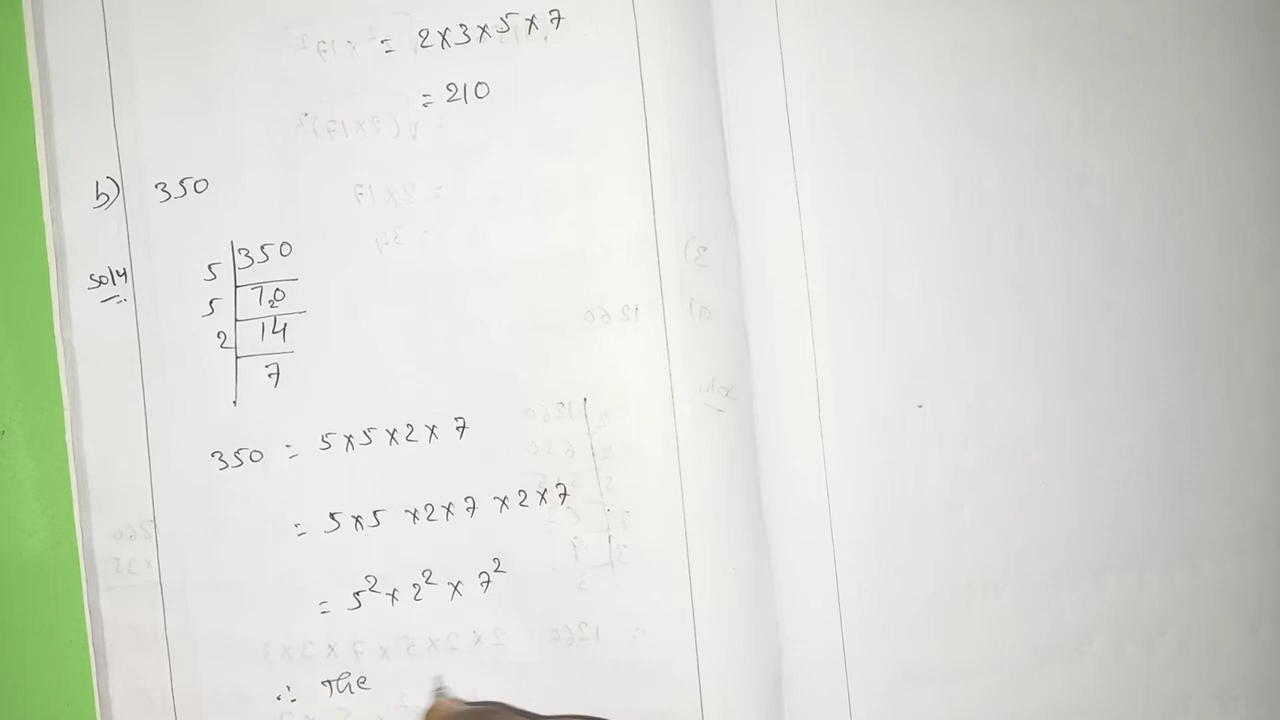 = 2×3×5×7
= 210
b) 350
Soln
5 | 350
5 | 70
2 | 14
7
350 = 5×5×2×7
= 5×5×2×7×2×7
= 5²×2²×7²
∴ The